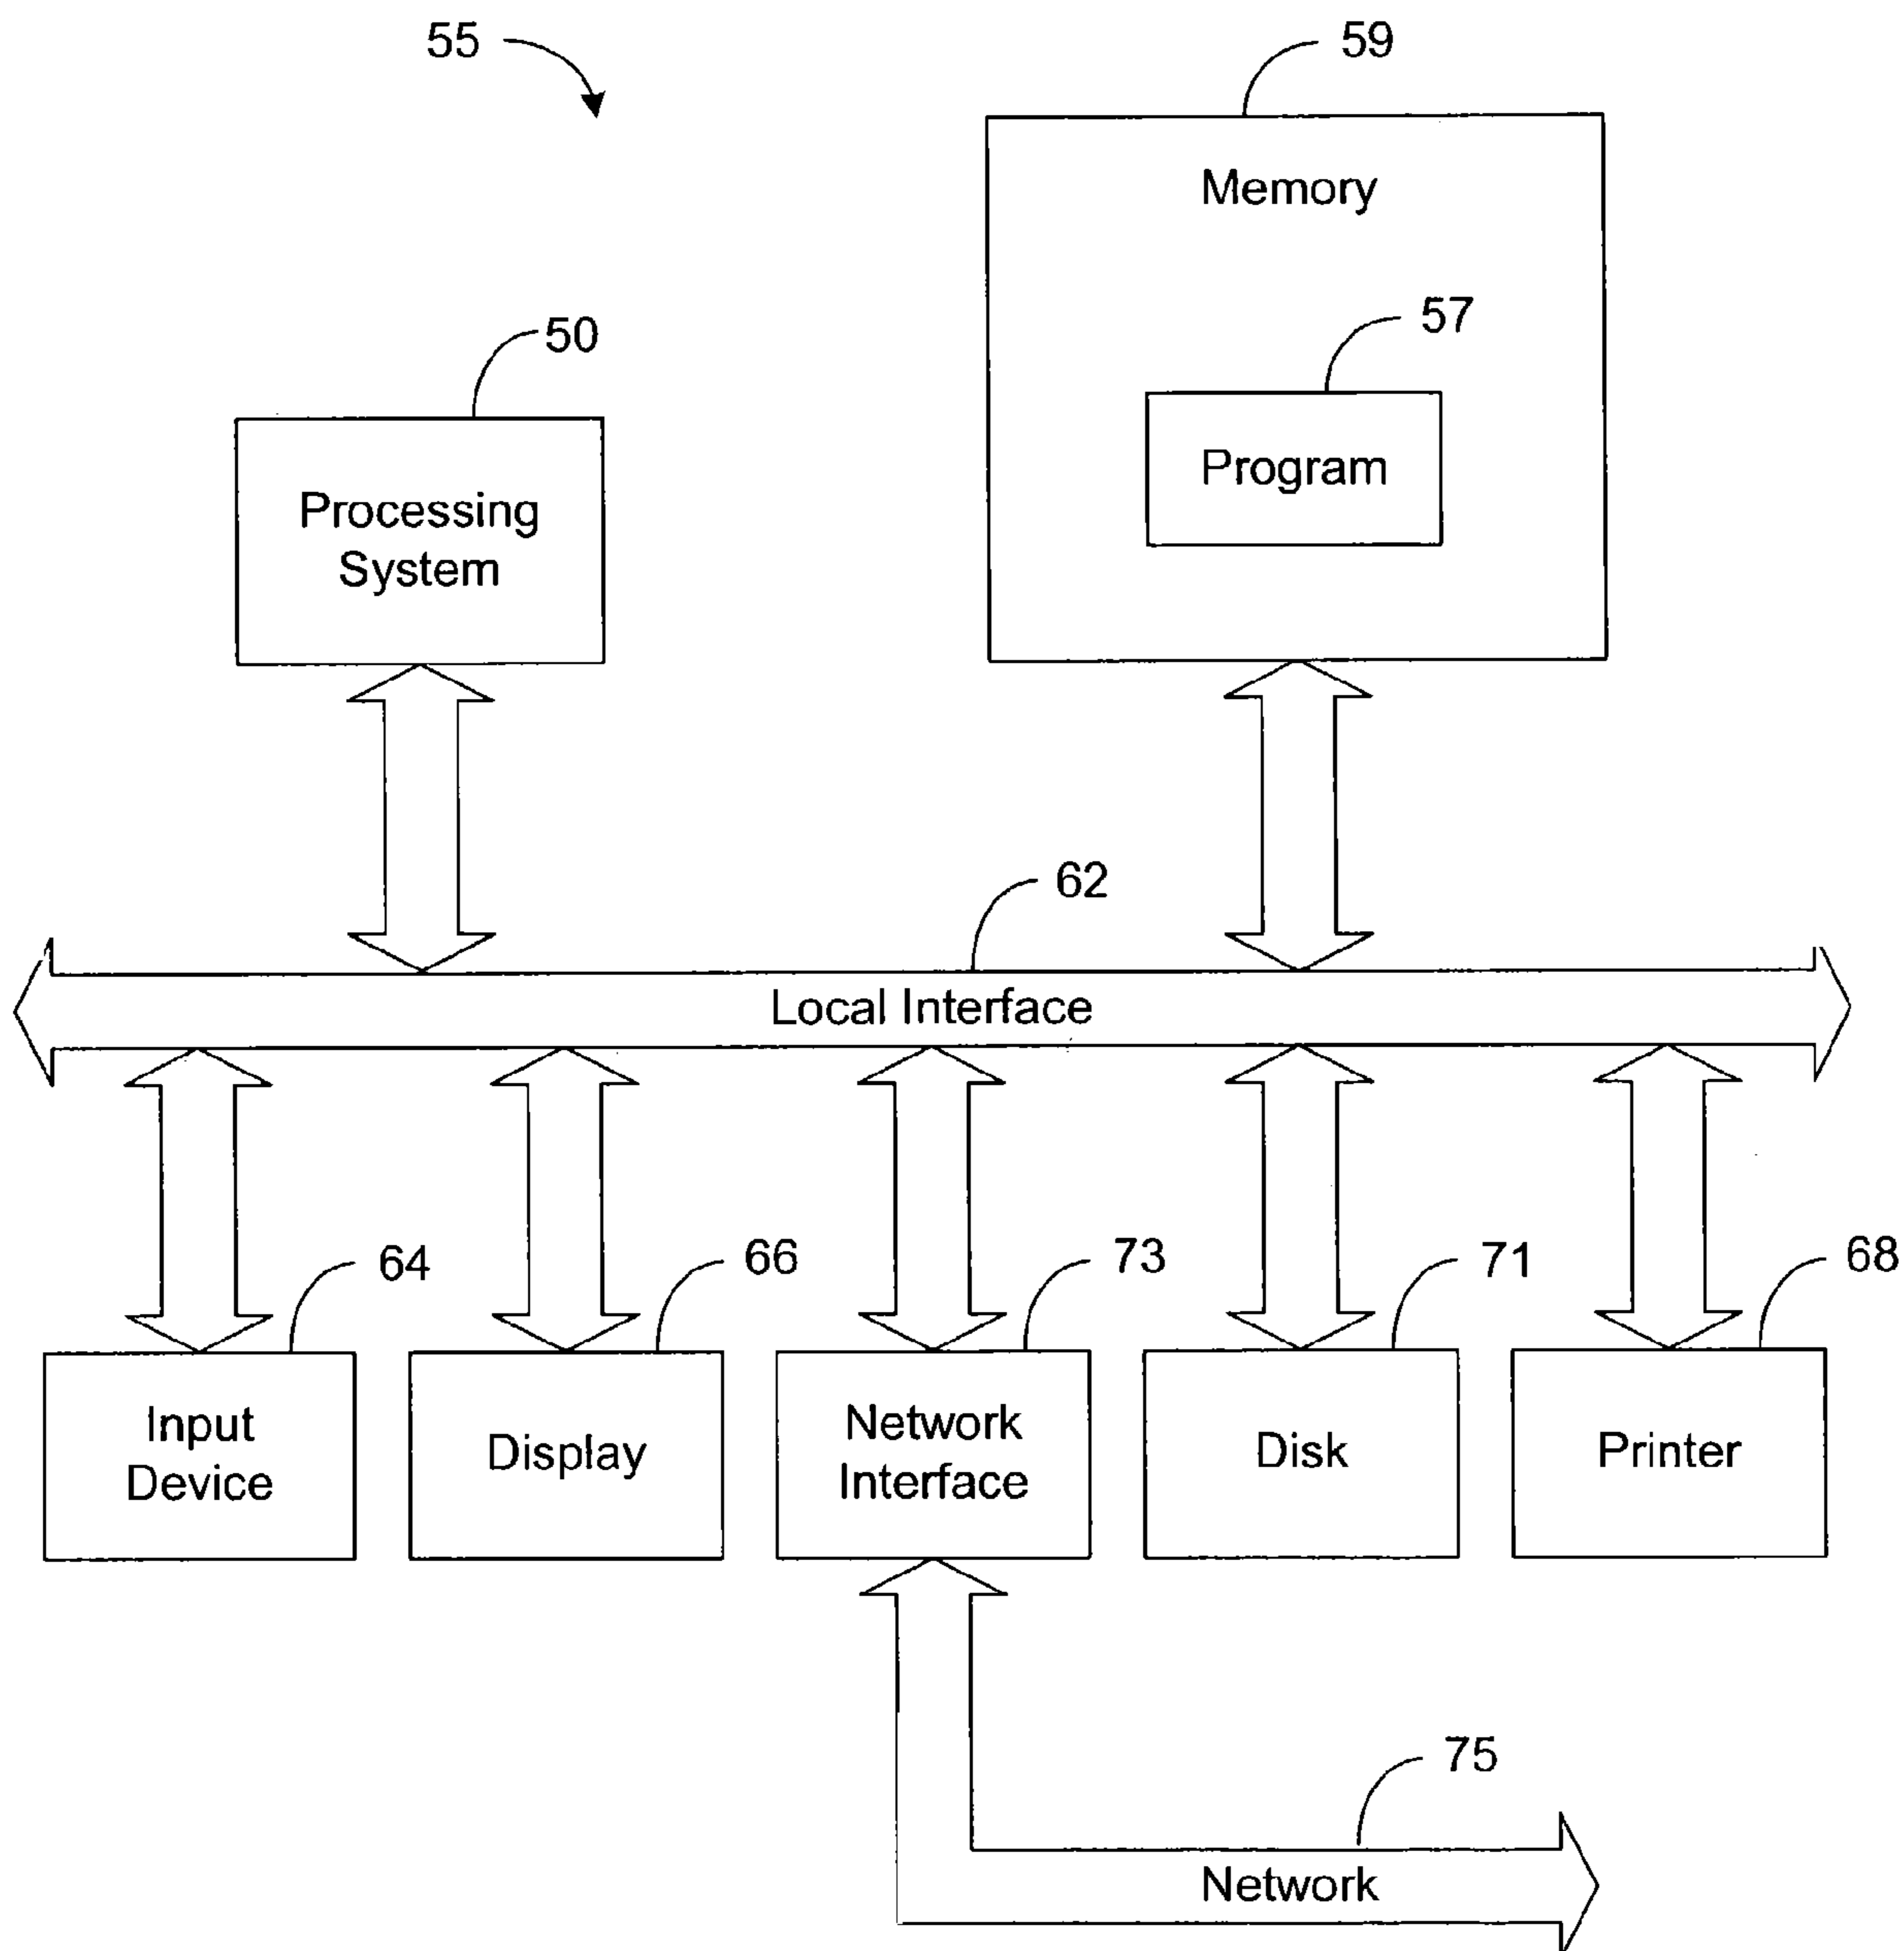 55
59
Memory
50
57
Program
Processing
System
62
Local Interface
64
66
73
71
68
Input
Device
Display
Network
Interface
Disk
Printer
75
Network